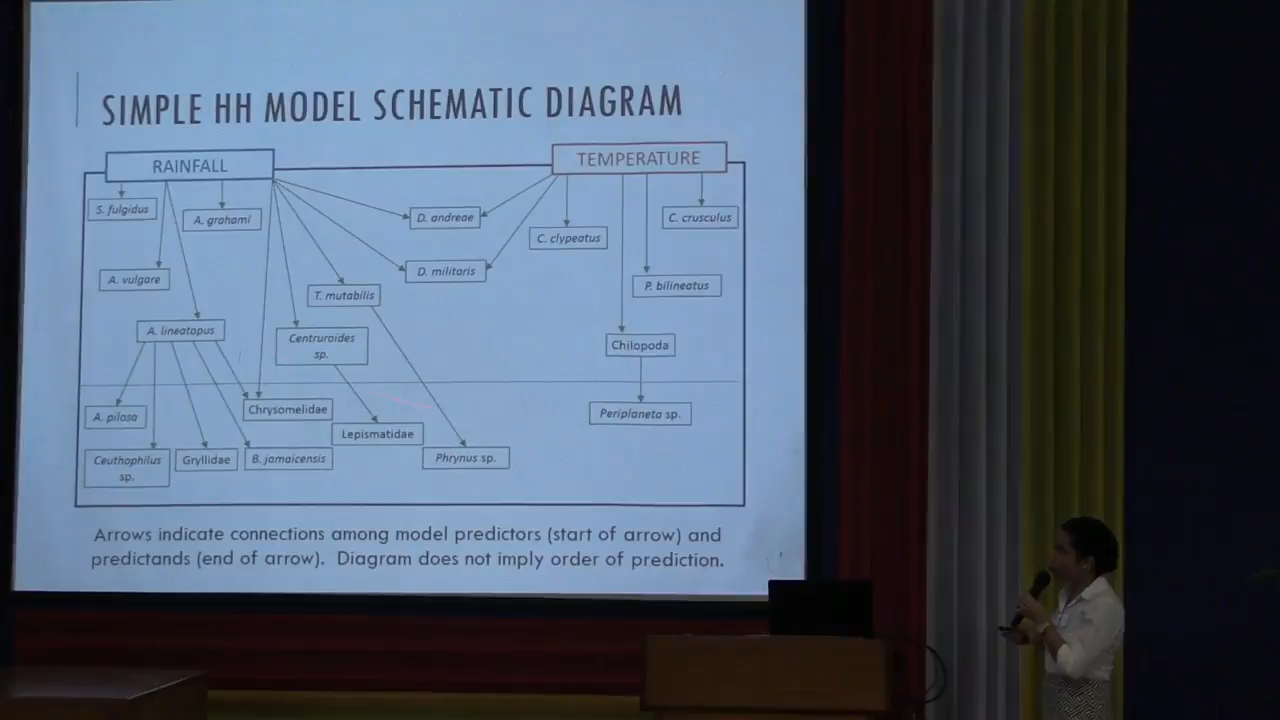 SIMPLE HH MODEL SCHEMATIC DIAGRAM
RAINFALL
TEMPERATURE
S. fulgidus
A. grahami
D. andreae
C. crusculus
C. clypeatus
A. vulgare
D. militaris
P. bilineatus
T. mutabilis
A. lineatopus
Centruroides
sp.
Chilopoda
A. pilosa
Chrysomelidae
Periplaneta sp.
Lepismatidae
Ceuthophilus
sp.
Gryllidae
B. jamaicensis
Phrynus sp.
Arrows indicate connections among model predictors (start of arrow) and
predictands (end of arrow). Diagram does not imply order of prediction.